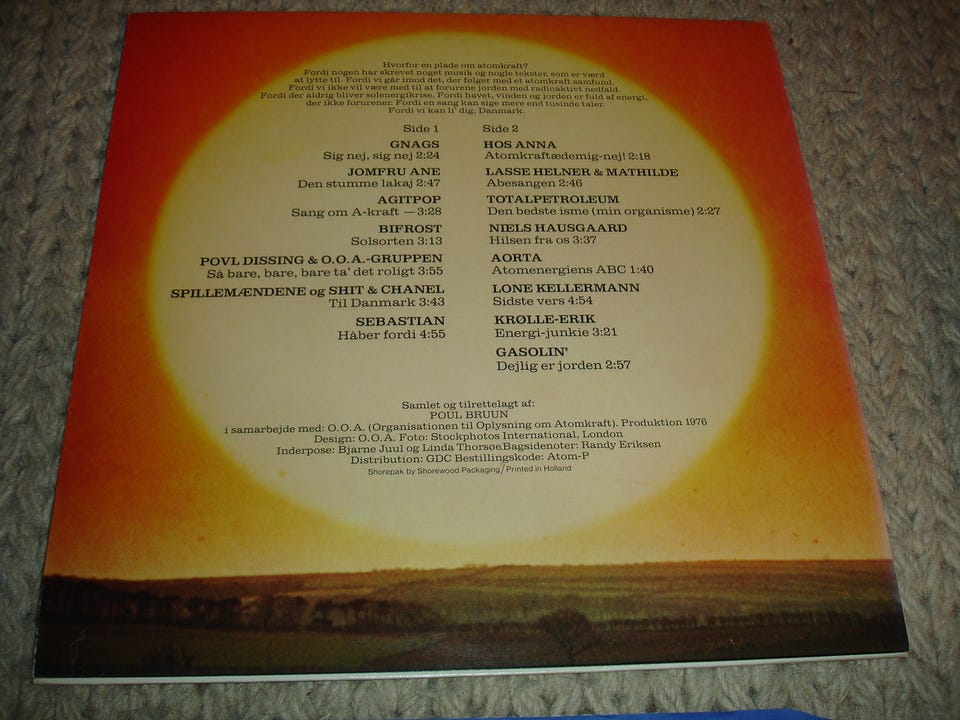 Hvorfor en plade om atomkraft?
Fordi nogen har skrevet noget musik og nogle tekster, som er værd
at lytte til. Fordi vi går imod det, der følger med et atomkraft samfund.
Fordi vi ikke vil være med til at forurene jorden med radioaktivt nedfald.
Fordi der aldrig bliver solenergikrise. Fordi havet, vinden og jorden er fuld af energi,
der ikke forurener. Fordi en sang kan sige mere end tusinde taler.
Fordi vi kan li' dig, Danmark.
Side 1
GNAGS
Sig nej, sig nej 2:24
JOMFRU ANE
Den stumme lakaj 2:47
AGITPOP
Sang om A-kraft — 3:28
BIFROST
Solsorten 3:13
POVL DISSING & O.O.A.-GRUPPEN
Så bare, bare, bare ta' det roligt 3:55
SPILLEMÆNDENE og SHIT & CHANEL
Til Danmark 3:43
SEBASTIAN
Håber fordi 4:55
Side 2
HOS ANNA
Atomkraftædemig-nej! 2:18
LASSE HELNER & MATHILDE
Abesangen 2:46
TOTALPETROLEUM
Den bedste isme (min organisme) 2:27
NIELS HAUSGAARD
Hilsen fra os 3:37
AORTA
Atomenergiens ABC 1:40
LONE KELLERMANN
Sidste vers 4:54
KRØLLE-ERIK
Energi-junkie 3:21
GASOLIN'
Dejlig er jorden 2:57
Samlet og tilrettelagt af:
POUL BRUUN
i samarbejde med: O.O.A. (Organisationen til Oplysning om Atomkraft). Produktion 1976
Design: O.O.A. Foto: Stockphotos International, London
Inderpose: Bjarne Juul og Linda Thorsøe Bagsidenoter: Randy Eriksen
Distribution: GDC Bestillingskode: Atom-P
Shorepak by Shorewood Packaging/Printed in Holland